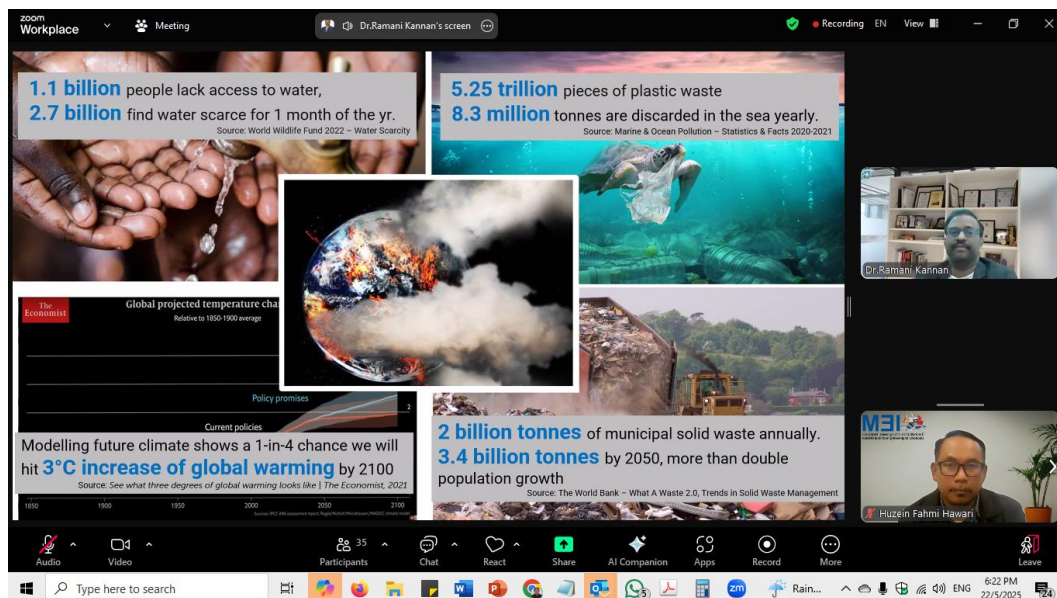 zoom
Workplace
Meeting
Dr.Ramani Kannan's screen
Recording
EN
View
1.1 billion people lack access to water,
2.7 billion find water scarce for 1 month of the yr.
Source: World Wildlife Fund 2022 – Water Scarcity
5.25 trillion pieces of plastic waste
8.3 million tonnes are discarded in the sea yearly.
Source: Marine & Ocean Pollution – Statistics & Facts 2020-2021
The
Economist
Global projected temperature cha
Relative to 1850-1900 average
Policy promises
2
Current policies
Modelling future climate shows a 1-in-4 chance we will
hit 3°C increase of global warming by 2100
Source: See what three degrees of global warming looks like | The Economist, 2021
1850
1900
1950
2000
2050
2100
2 billion tonnes of municipal solid waste annually.
3.4 billion tonnes by 2050, more than double
population growth
Source: The World Bank – What A Waste 2.0, Trends in Solid Waste Management
Dr.Ramani Kannan
Huzein Fahmi Hawari
Audio
Video
35
Participants
Chat
React
Share
AI Companion
Apps
Record
More
Leave
Type here to search
5
zm
Rain...
ENG
6:22 PM
22/5/2025
24